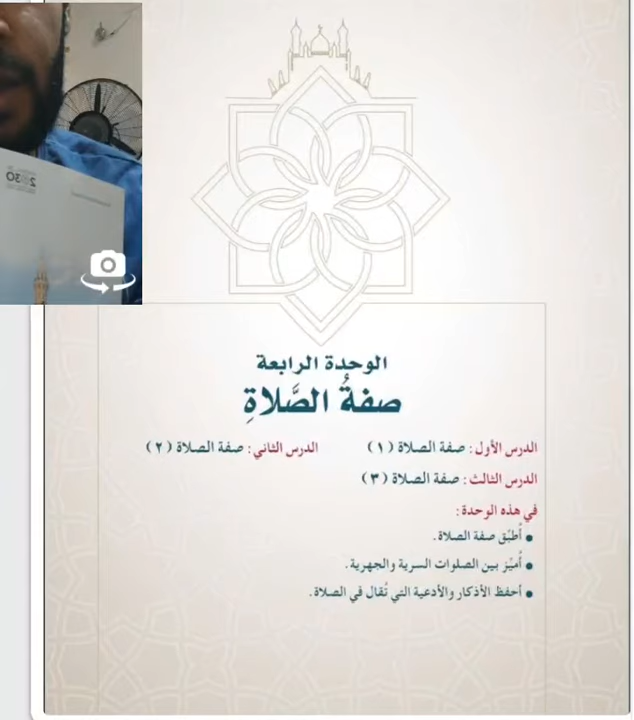 الوحدة الرابعة
صفةُ الصَّلاةِ
الدرس الأول: صفة الصلاة (١) الدرس الثاني: صفة الصلاة (٢)
الدرس الثالث: صفة الصلاة (٣)
في هذه الوحدة:
● أُطبِّق صفة الصلاة.
● أُميِّز بين الصلوات السرية والجهرية.
● أحفظ الأذكار والأدعية التي تُقال في الصلاة.
2030